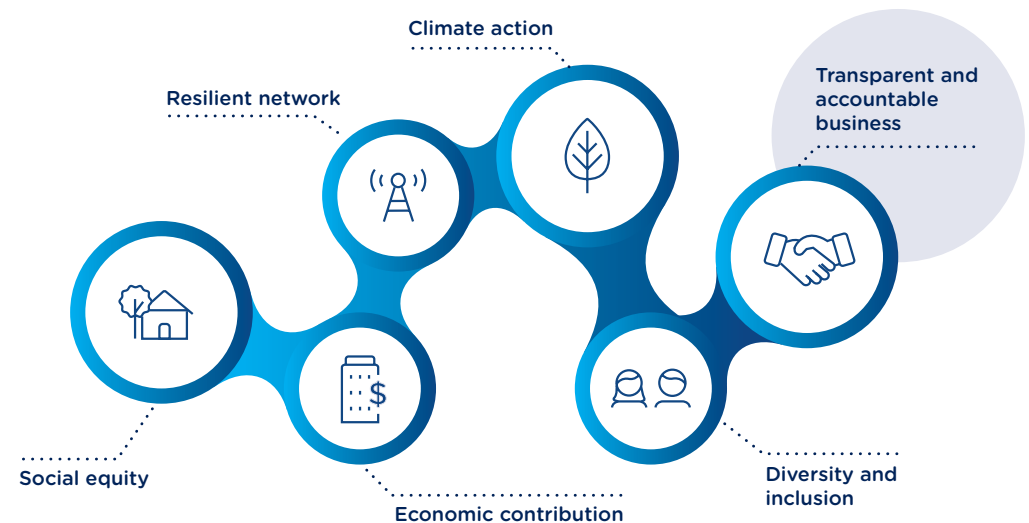 Climate action
Resilient network
Transparent and
accountable
business
$
Social equity
Economic contribution
Diversity and
inclusion